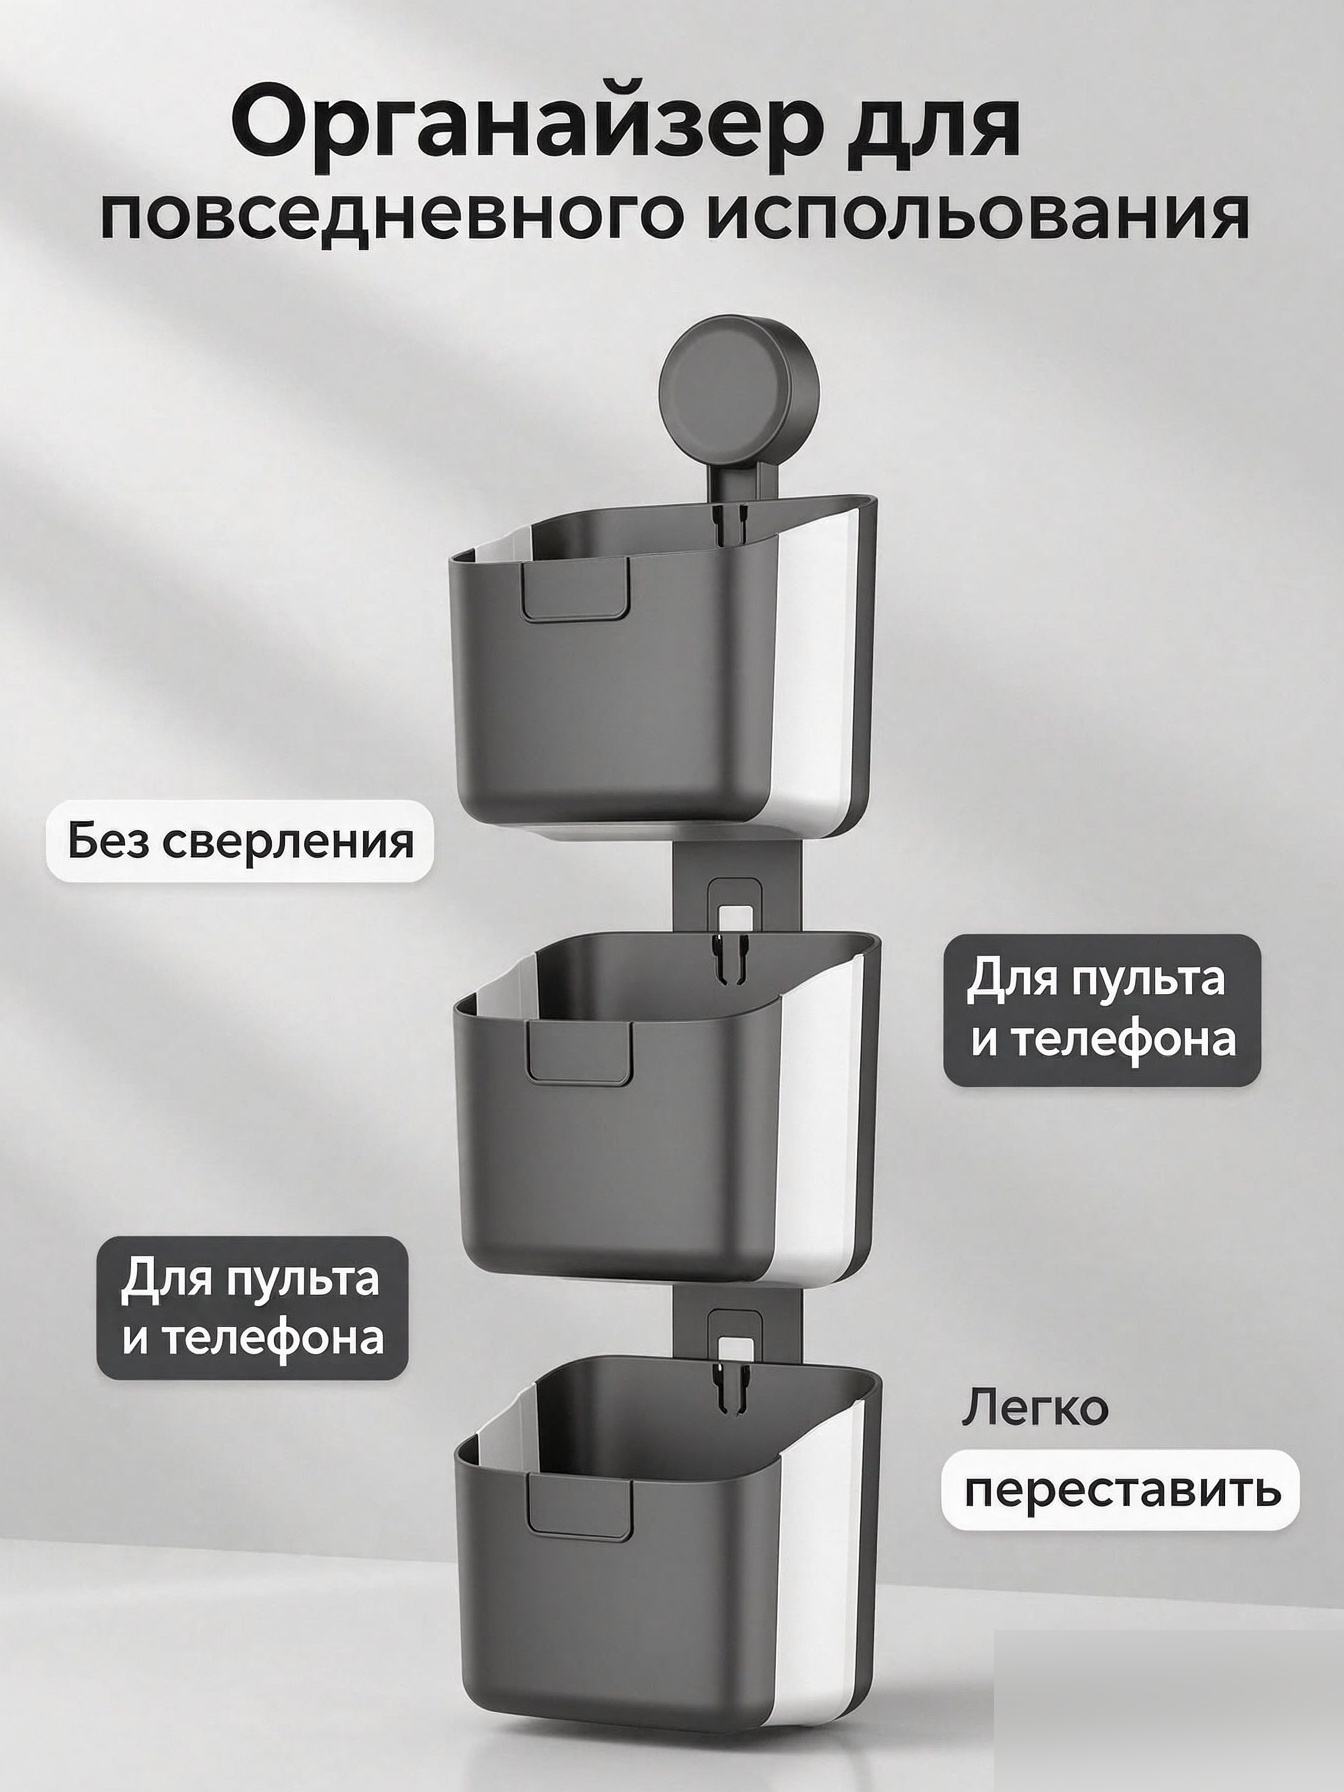 Органайзер для
повседневного испольования
Без сверления
Для пульта
и телефона
Для пульта
и телефона
Легко
переставить